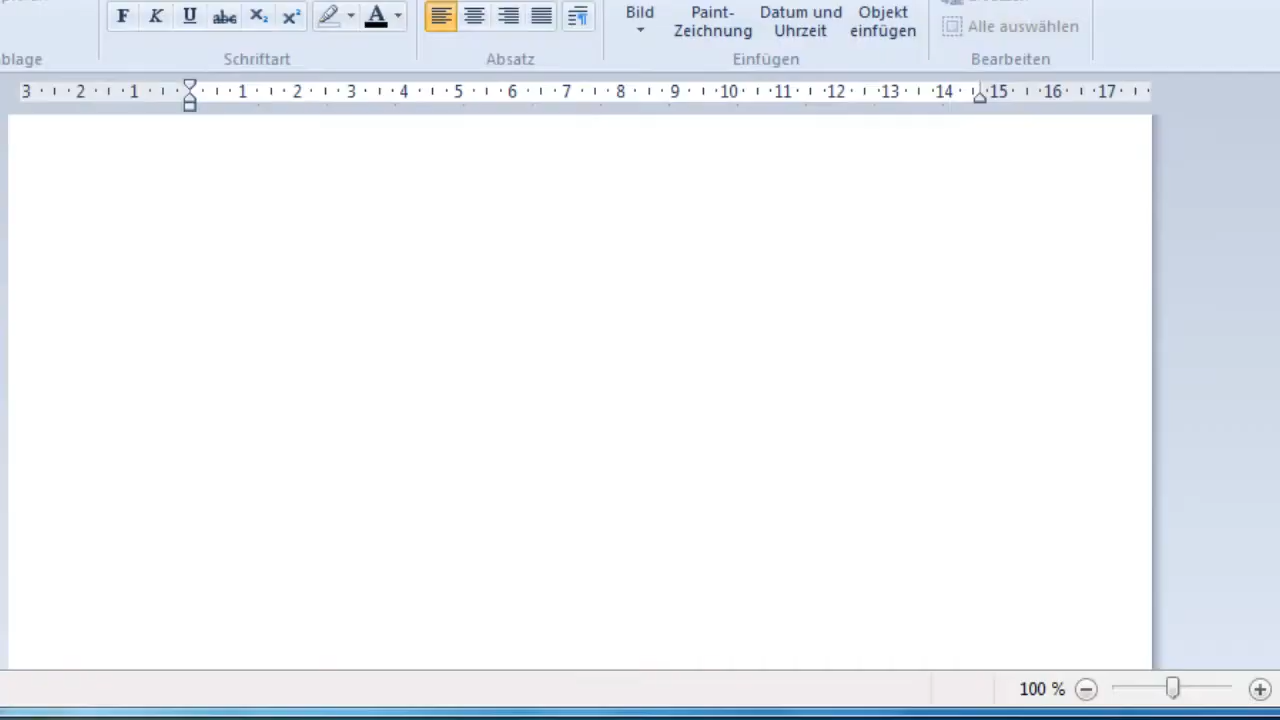 F K U abc X₂ X² A
Bild Paint- Datum und Objekt
Zeichnung Uhrzeit einfügen
Alle auswählen
Schriftart Absatz Einfügen Bearbeiten
3 2 1 1 2 3 4 5 6 7 8 9 10 11 12 13 14 15 16 17
100 %